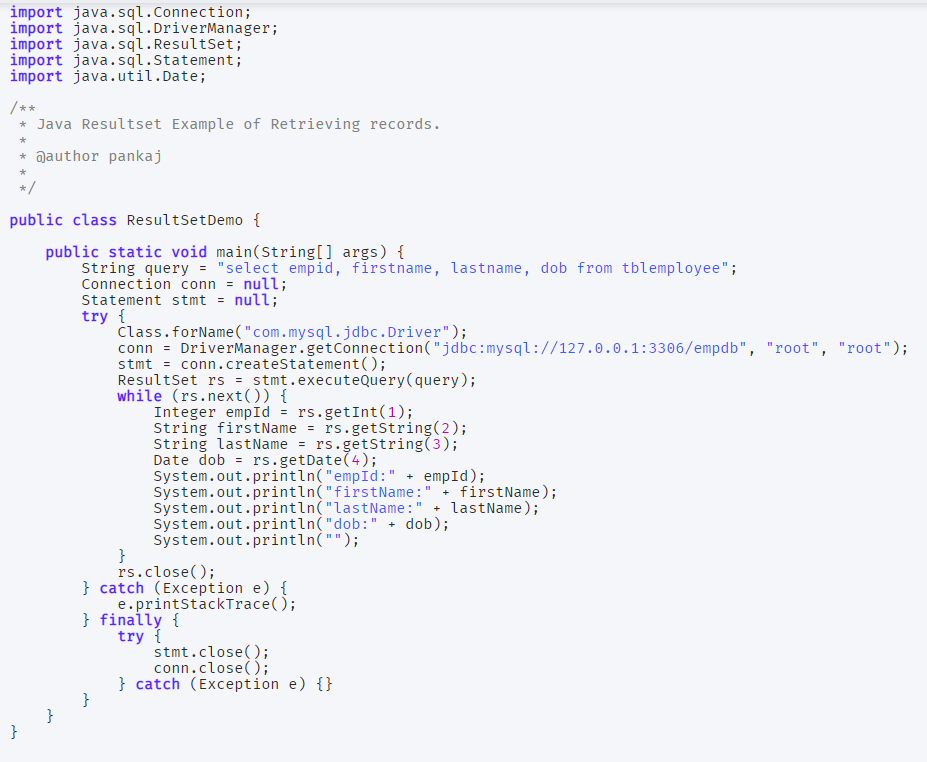 import java.sql.Connection;
import java.sql.DriverManager;
import java.sql.ResultSet;
import java.sql.Statement;
import java.util.Date;

/**
 * Java Resultset Example of Retrieving records.
 *
 * @author pankaj
 *
 */

public class ResultSetDemo {

    public static void main(String[] args) {
        String query = "select empid, firstname, lastname, dob from tblemployee";
        Connection conn = null;
        Statement stmt = null;
        try {
            Class.forName("com.mysql.jdbc.Driver");
            conn = DriverManager.getConnection("jdbc:mysql://127.0.0.1:3306/empdb", "root", "root");
            stmt = conn.createStatement();
            ResultSet rs = stmt.executeQuery(query);
            while (rs.next()) {
                Integer empId = rs.getInt(1);
                String firstName = rs.getString(2);
                String lastName = rs.getString(3);
                Date dob = rs.getDate(4);
                System.out.println("empId:" + empId);
                System.out.println("firstName:" + firstName);
                System.out.println("lastName:" + lastName);
                System.out.println("dob:" + dob);
                System.out.println("");
            }
            rs.close();
        } catch (Exception e) {
            e.printStackTrace();
        } finally {
            try {
                stmt.close();
                conn.close();
            } catch (Exception e) {}
        }
    }
}